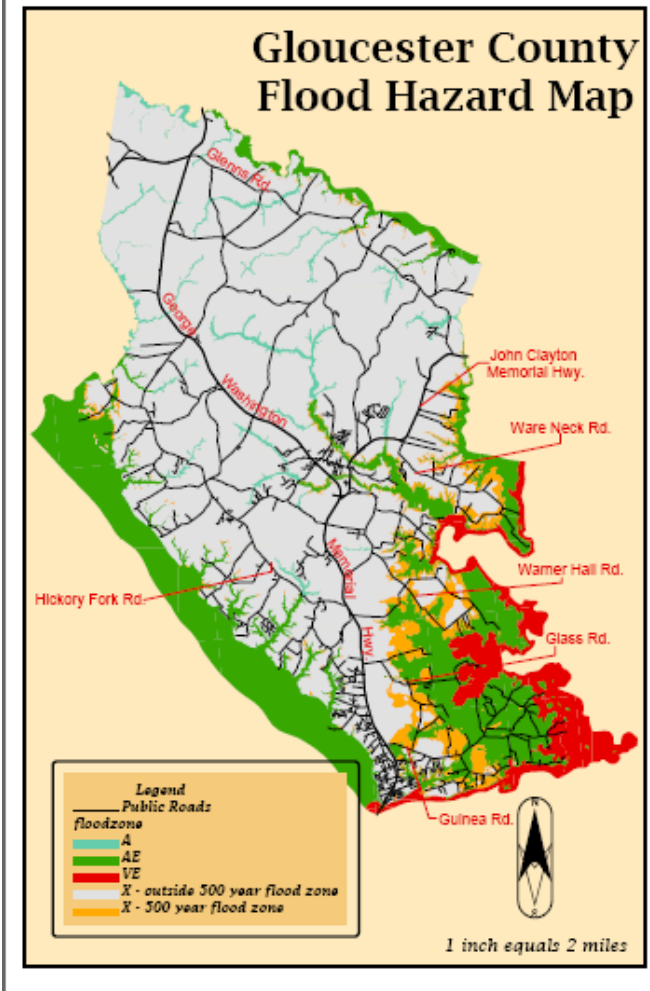 Gloucester County
Flood Hazard Map
Glenns Rd.
George
Washington
Memorial
Hwy
John Clayton
Memorial Hwy.
Ware Neck Rd.
Warner Hall Rd.
Hickory Fork Rd.
Glass Rd.
Guinea Rd.
Legend
Public Roads
floodzone
A
AE
VE
X - outside 500 year flood zone
X - 500 year flood zone
N
S
1 inch equals 2 miles